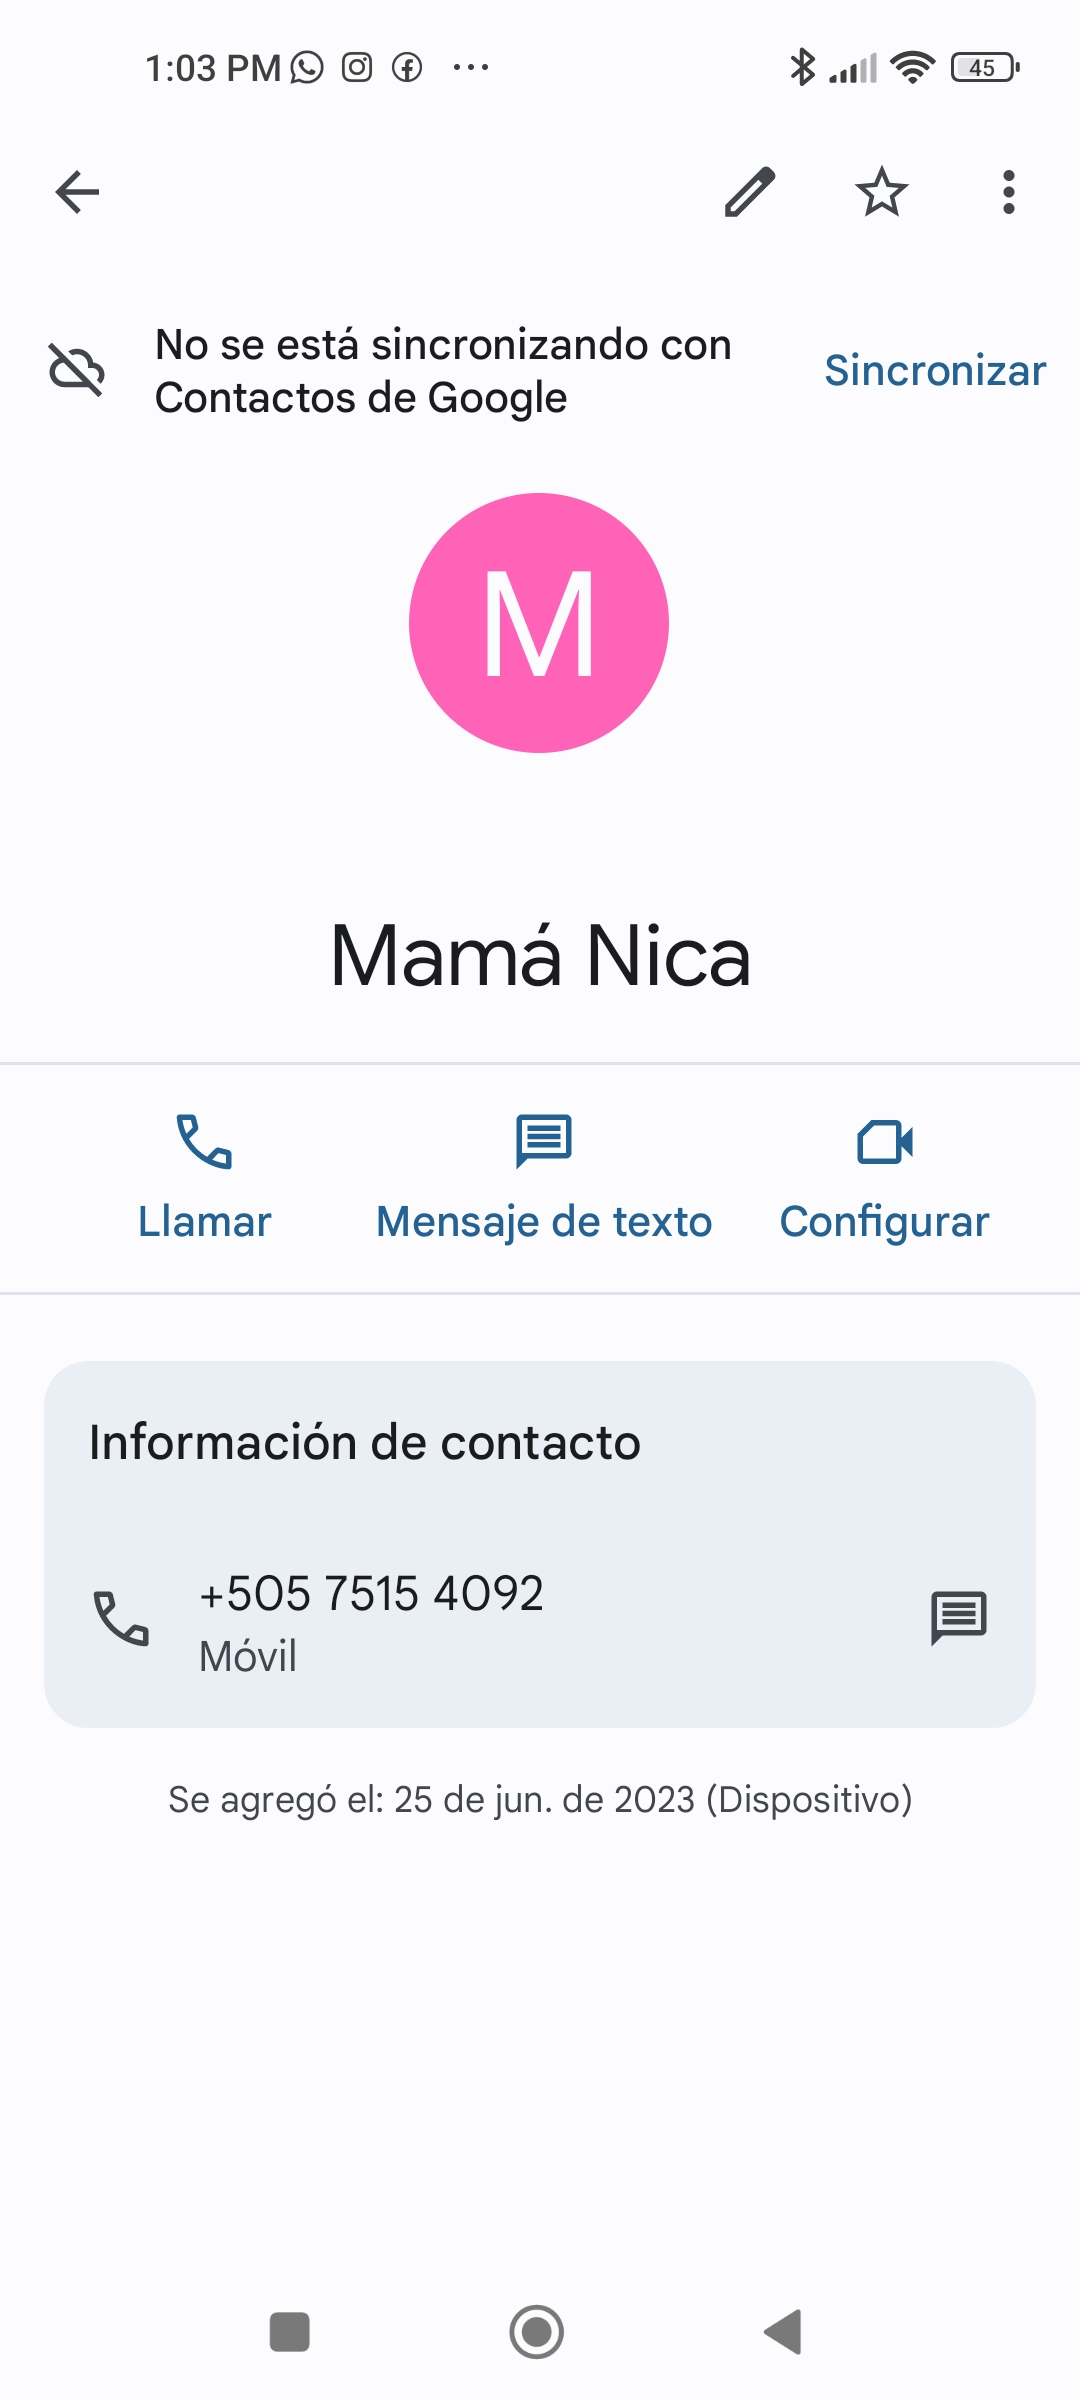 1:03 PM
45
No se está sincronizando con
Contactos de Google
Sincronizar
M
Mamá Nica
Llamar
Mensaje de texto
Configurar
Información de contacto
+505 7515 4092
Móvil
Se agregó el: 25 de jun. de 2023 (Dispositivo)